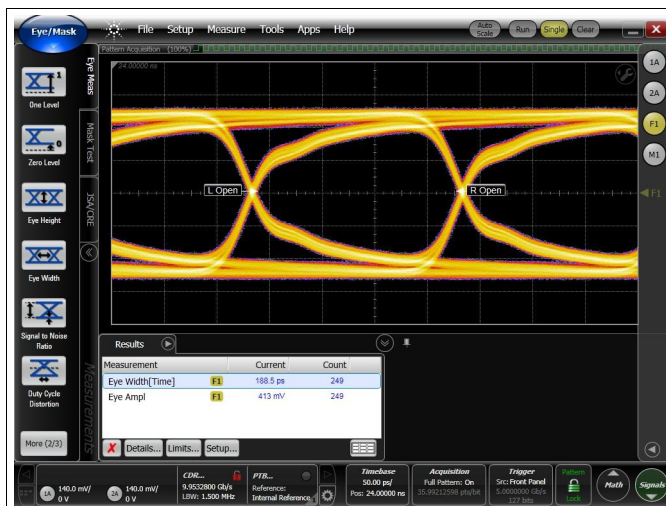 Eye/Mask
File Setup Measure Tools Apps Help
Auto Scale
Run
Single
Clear
Pattern Acquisition (100%)
24.00000 ns
Eye Meas
Mask Test
JSA/CRE
Measurements
One Level
Zero Level
Eye Height
Eye Width
Signal to Noise
Ratio
Duty Cycle
Distortion
More (2/3)
L Open
R Open
1A
2A
F1
M1
F1
Results
Measurement Current Count
Eye Width[Time] F1 188.5 ps 249
Eye Ampl F1 413 mV 249
Details... Limits... Setup...
1A 140.0 mV/
0 V
2A 140.0 mV/
0 V
CDR...
9.9532800 Gb/s
LBW: 1.500 MHz
PTB...
Reference:
Internal Reference
Timebase
50.00 ps/
Pos: 24.00000 ns
Acquisition
Full Pattern: On
35.99212598 pts/bit
Trigger
Src: Front Panel
5.0000000 Gb/s
127 bits
Pattern
Lock
Math
Signals